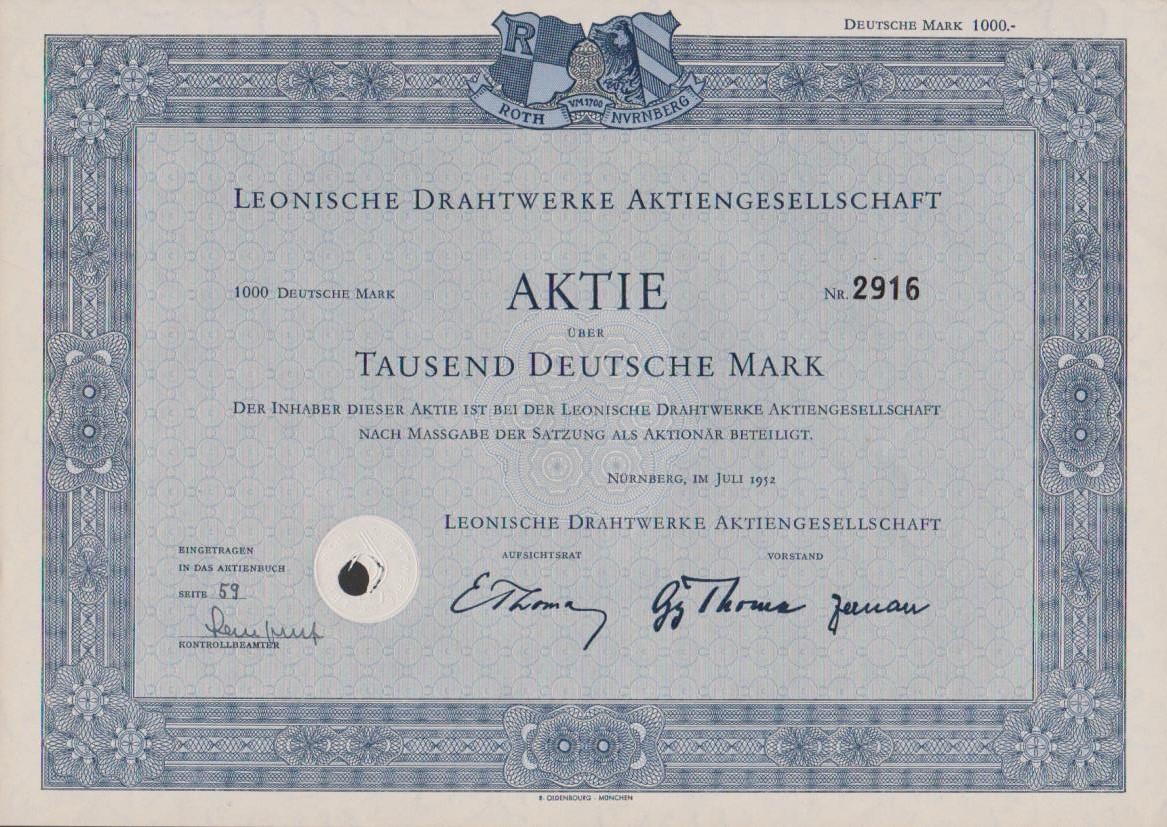 DEUTSCHE MARK 1000.-
R
ROTH
VM 1700
NVRNBERG
LEONISCHE DRAHTWERKE AKTIENGESELLSCHAFT
1000 DEUTSCHE MARK
AKTIE
NR. 2916
ÜBER
TAUSEND DEUTSCHE MARK
DER INHABER DIESER AKTIE IST BEI DER LEONISCHE DRAHTWERKE AKTIENGESELLSCHAFT
NACH MASSGABE DER SATZUNG ALS AKTIONÄR BETEILIGT.
NÜRNBERG, IM JULI 1952
LEONISCHE DRAHTWERKE AKTIENGESELLSCHAFT
EINGETRAGEN
IN DAS AKTIENBUCH
SEITE 59
KONTROLLBEAMTER
AUFSICHTSRAT
VORSTAND
E Thoma
Thoma
R. OLDENBOURG - MÜNCHEN